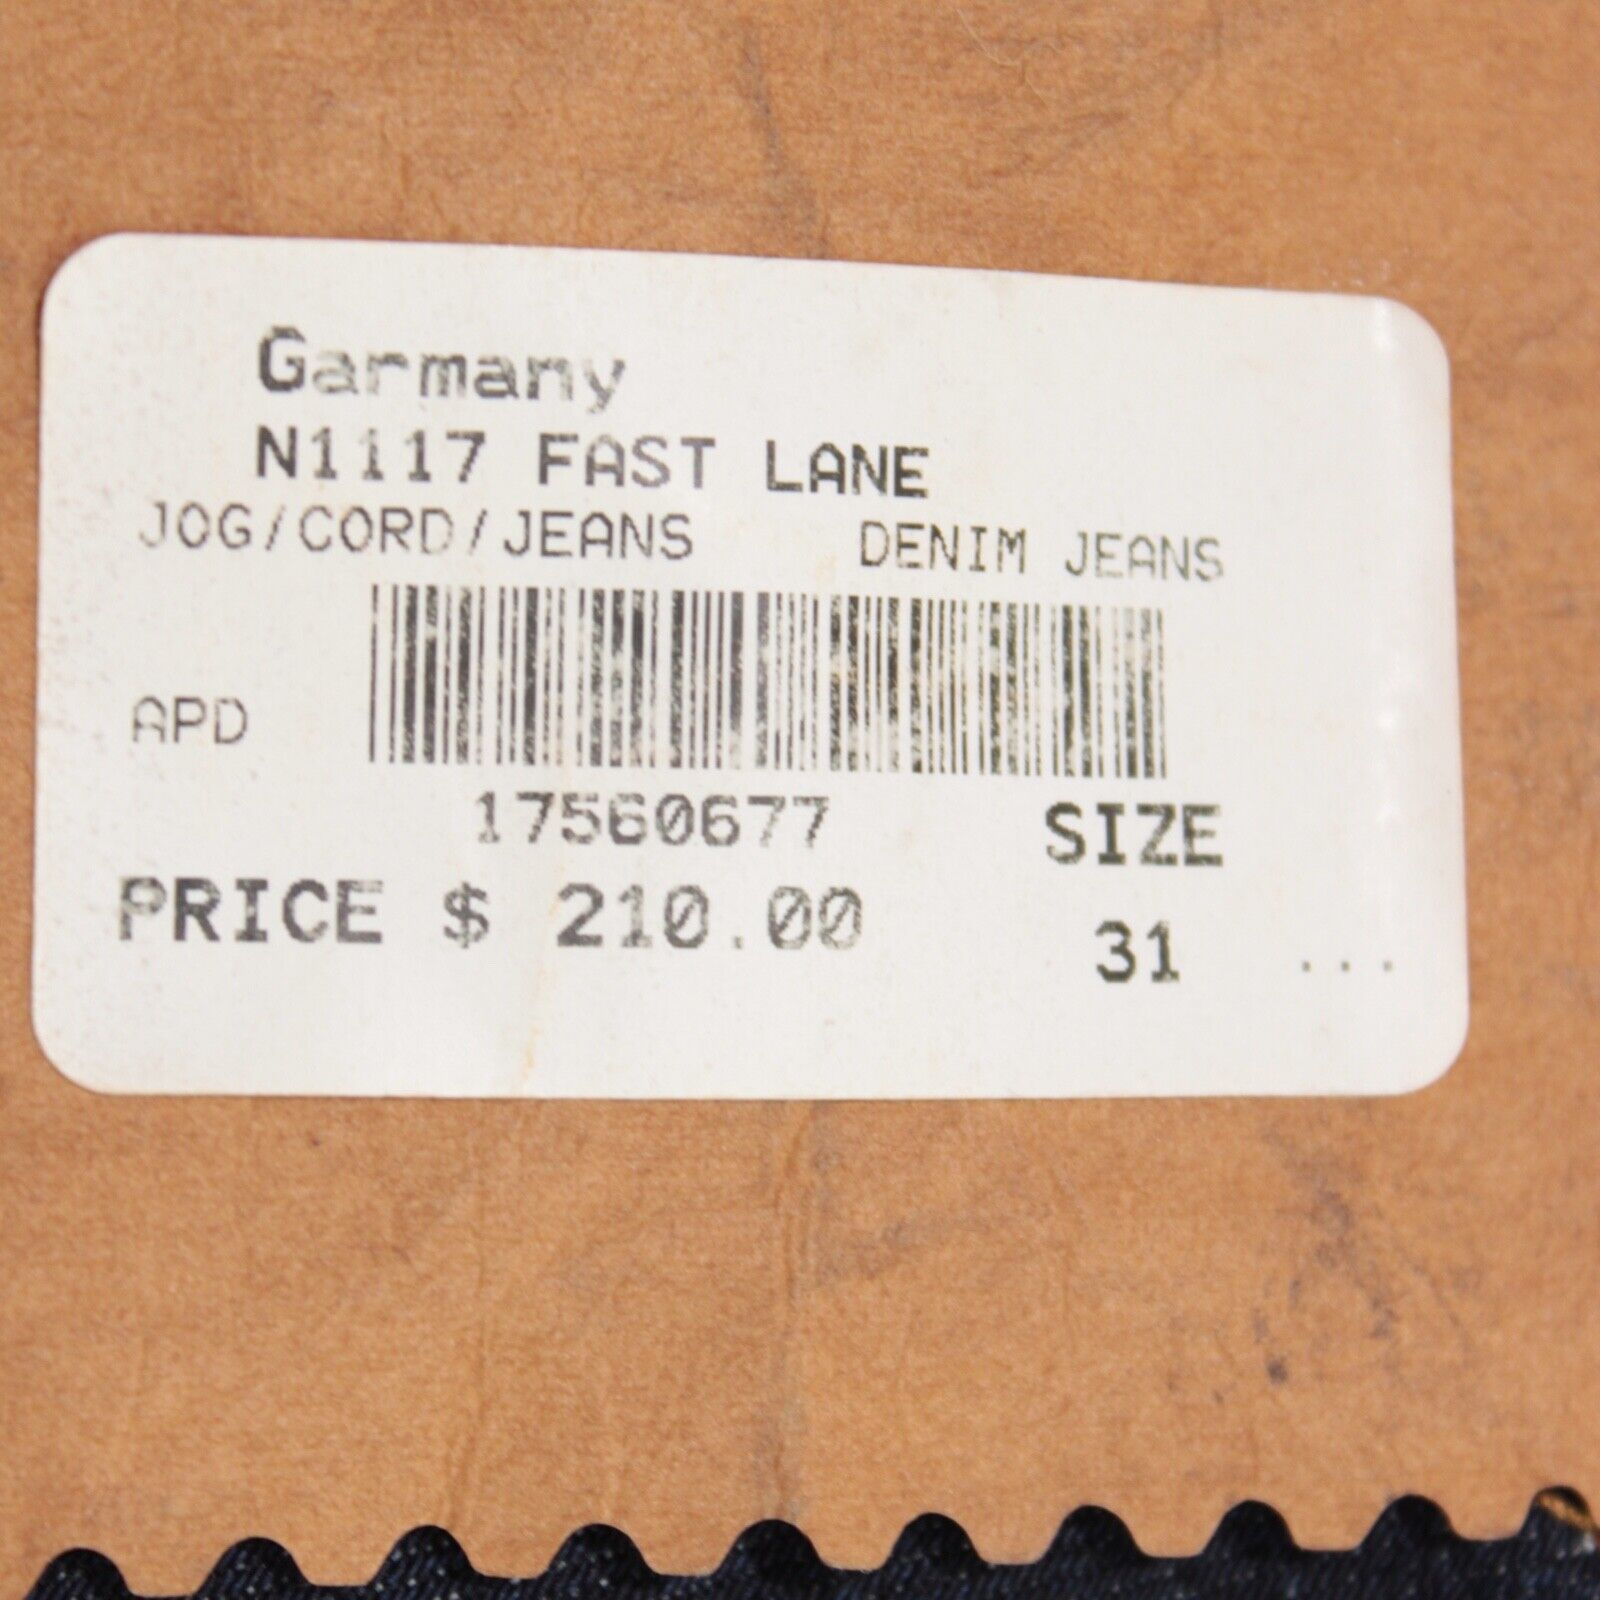 Garmany
N1117 FAST LANE
JOG/CORD/JEANS DENIM JEANS
APD
17560677 SIZE
PRICE $ 210.00
31 ...